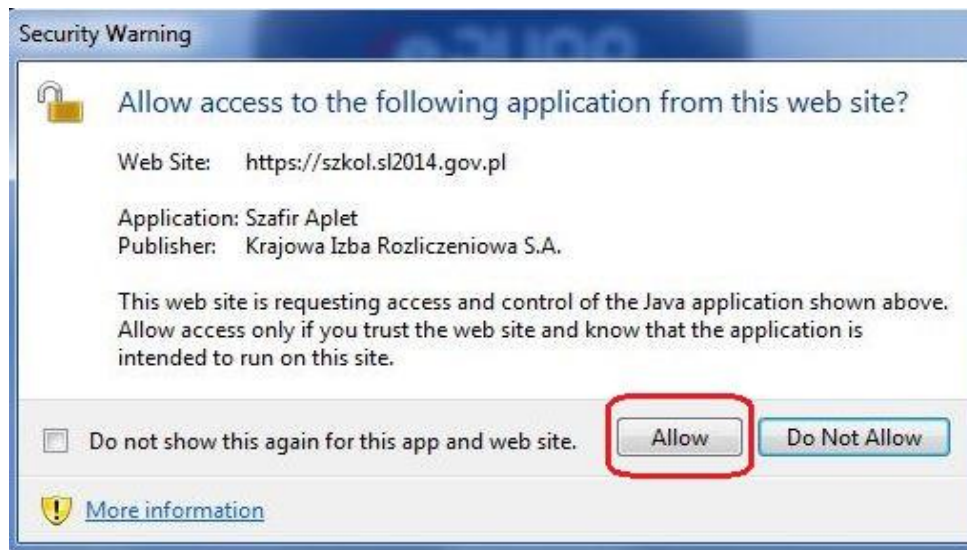 Security Warning
Allow access to the following application from this web site?
Web Site: https://szkol.sl2014.gov.pl
Application: Szafir Aplet
Publisher: Krajowa Izba Rozliczeniowa S.A.
This web site is requesting access and control of the Java application shown above.
Allow access only if you trust the web site and know that the application is
intended to run on this site.
Do not show this again for this app and web site.
Allow
Do Not Allow
More information